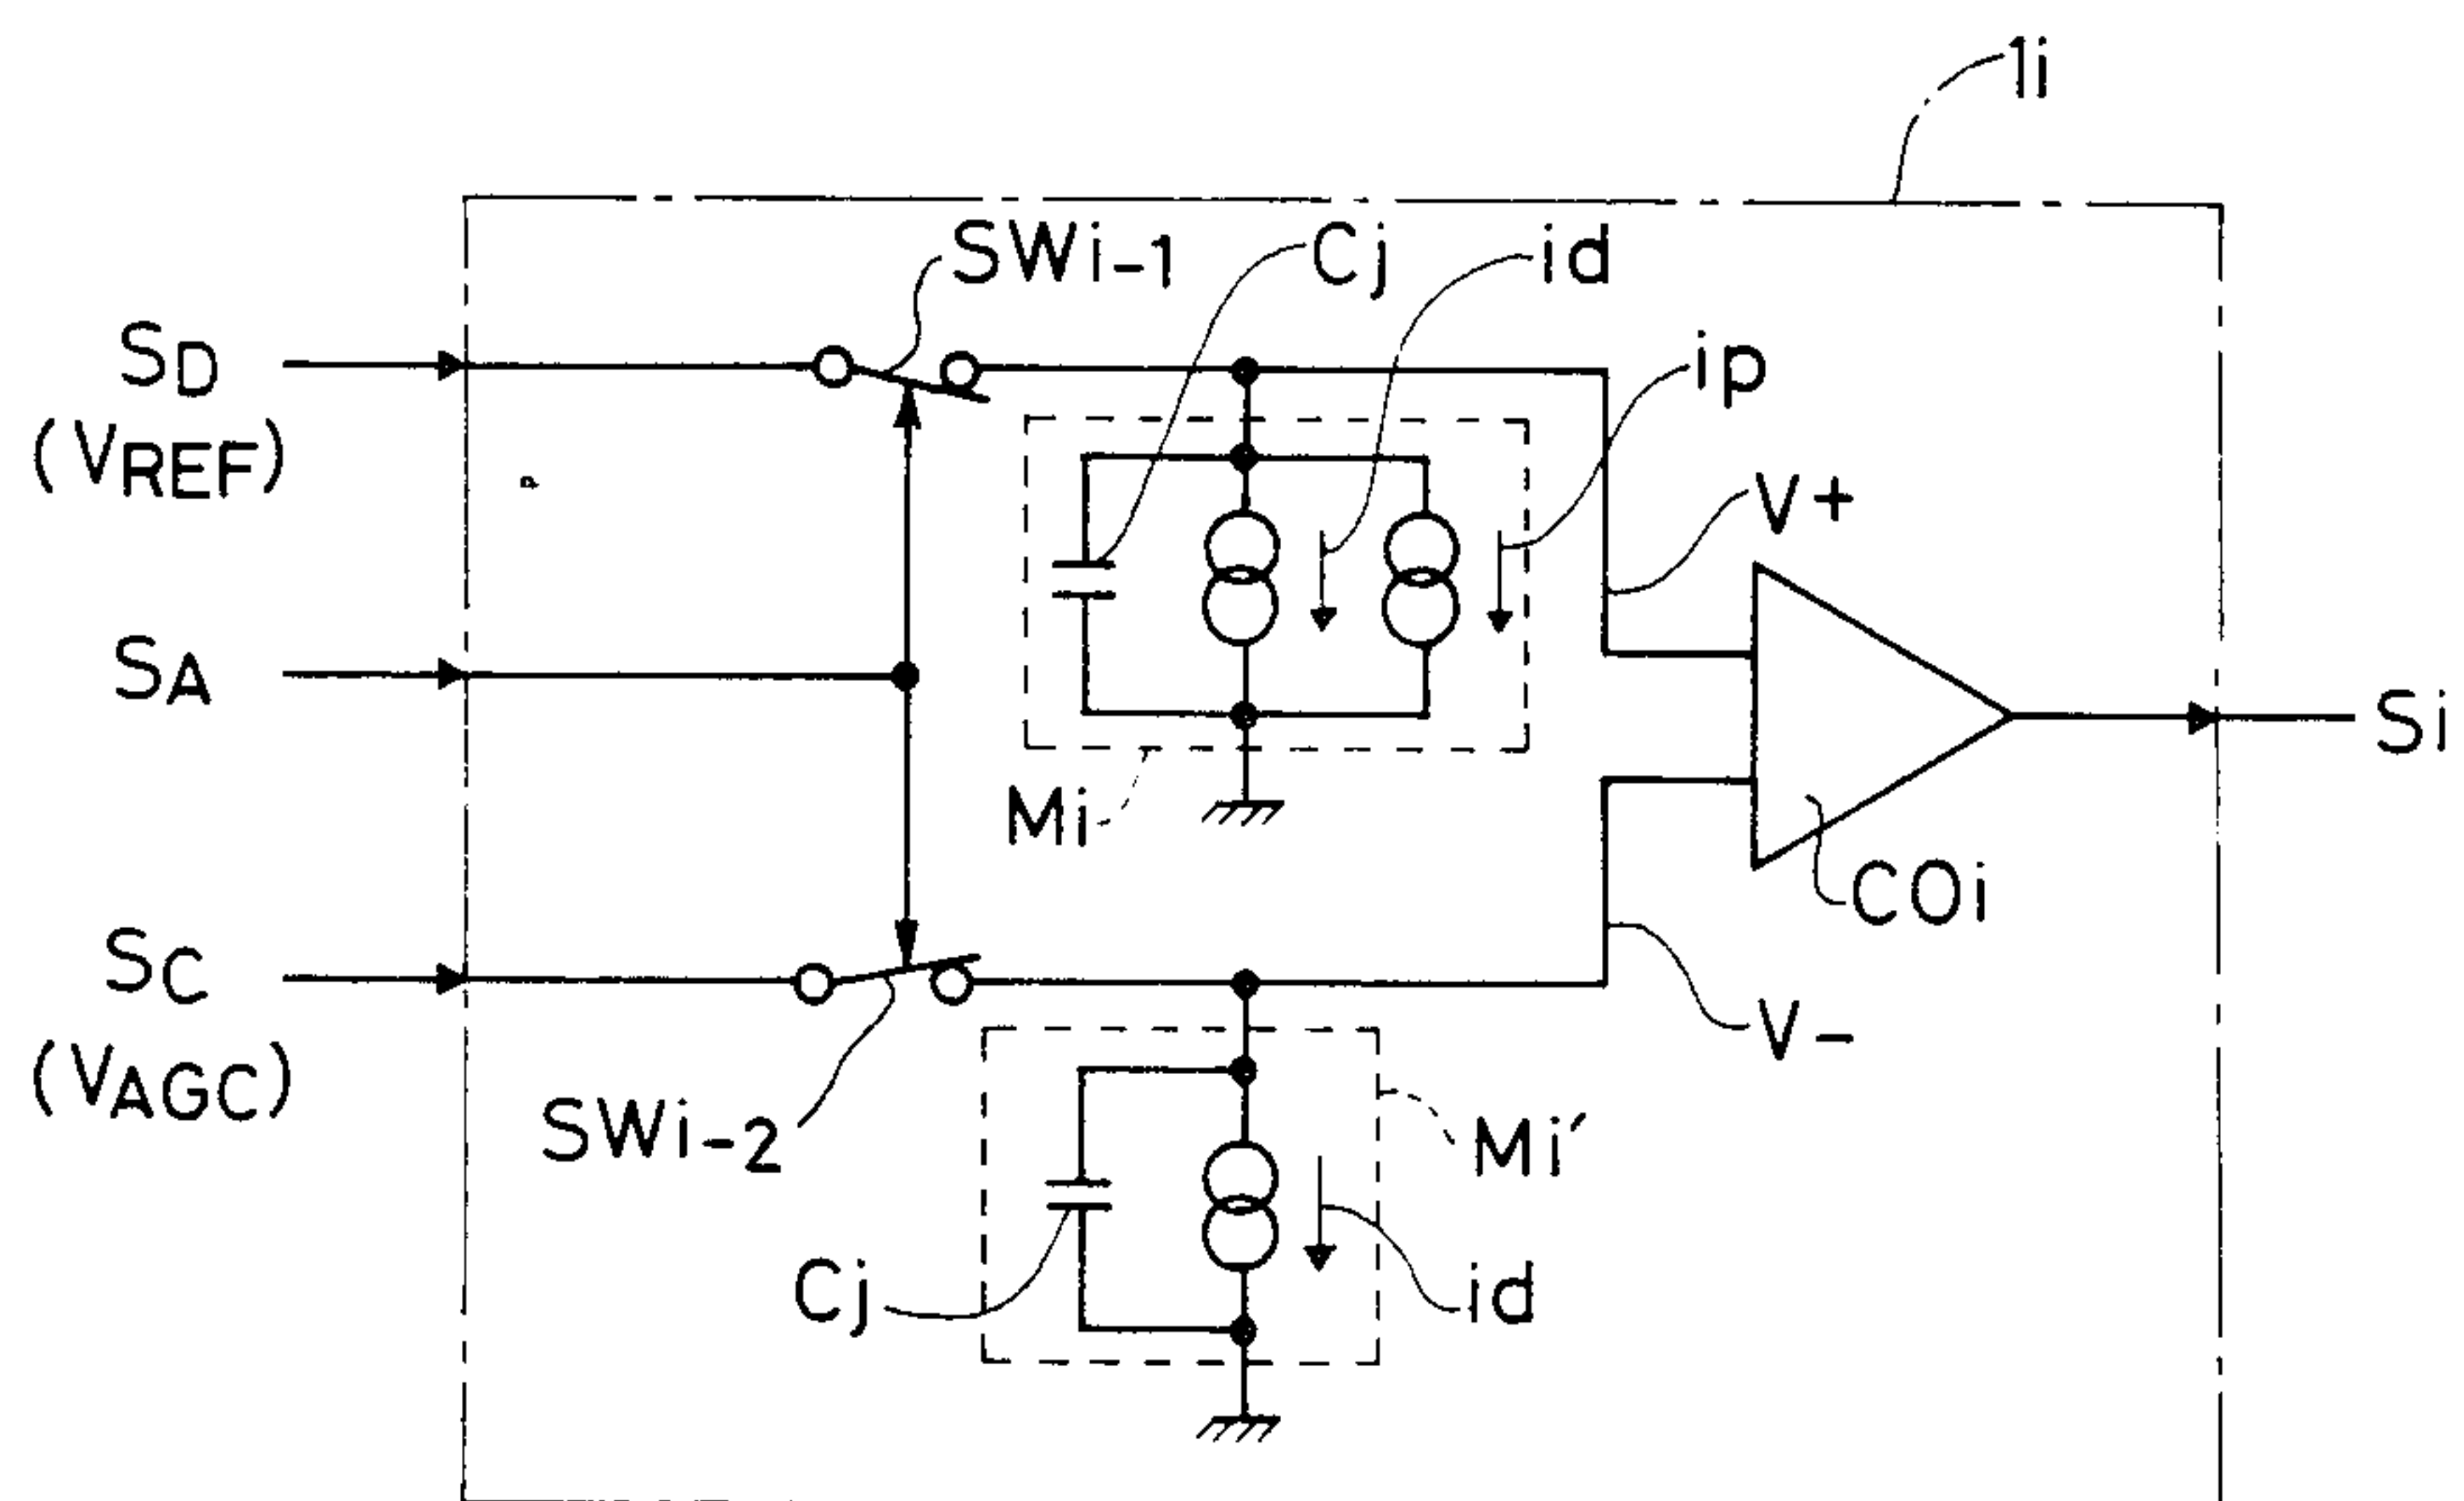 1i
SWi-1
Cj
id
SD
(VREF)
ip
V+
SA
Si
Mi
COi
SC
(VAGC)
V-
SWi-2
Mi′
Cj
id